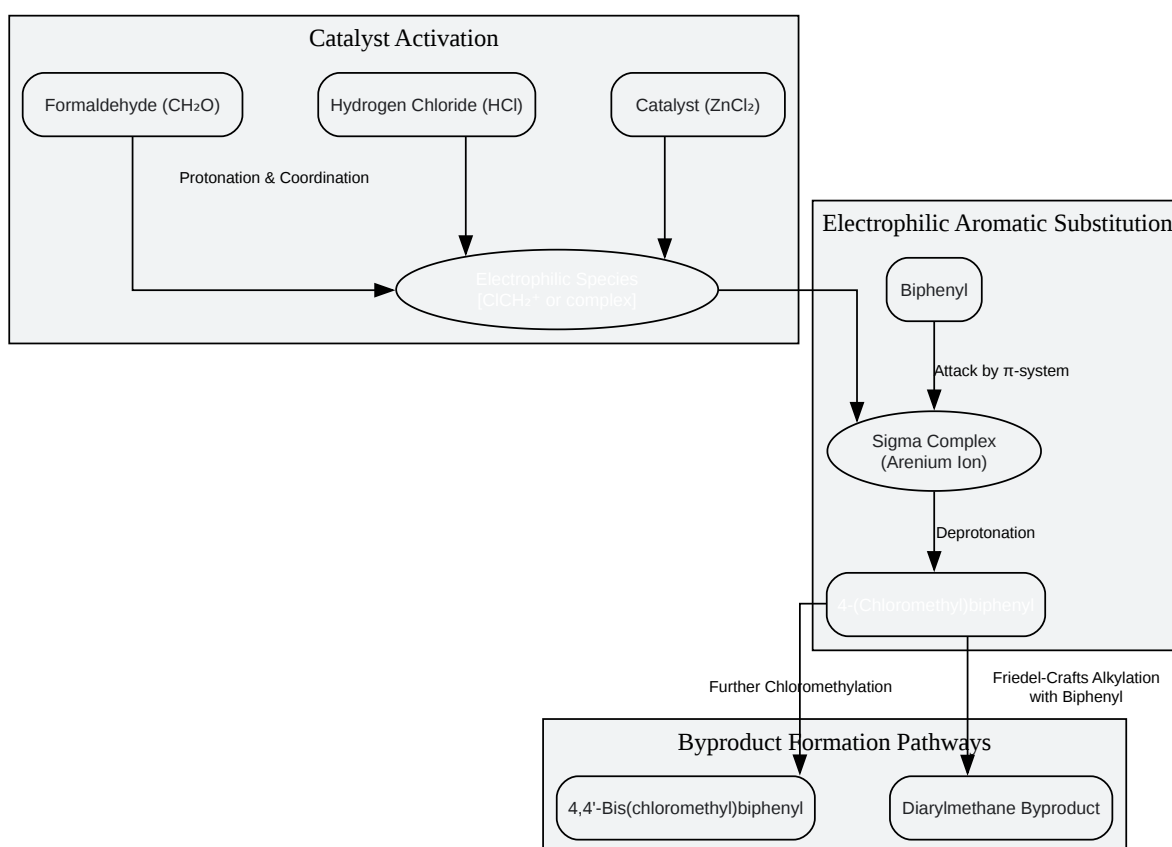 Catalyst Activation
Formaldehyde (CH₂O)
Hydrogen Chloride (HCl)
Catalyst (ZnCl₂)
Protonation & Coordination
Electrophilic Species
[ClCH₂⁺ or complex]
Electrophilic Aromatic Substitution
Biphenyl
Attack by π-system
Sigma Complex
(Arenium Ion)
Deprotonation
4-(Chloromethyl)biphenyl
Further Chloromethylation
Friedel-Crafts Alkylation
with Biphenyl
Byproduct Formation Pathways
4,4'-Bis(chloromethyl)biphenyl
Diarylmethane Byproduct